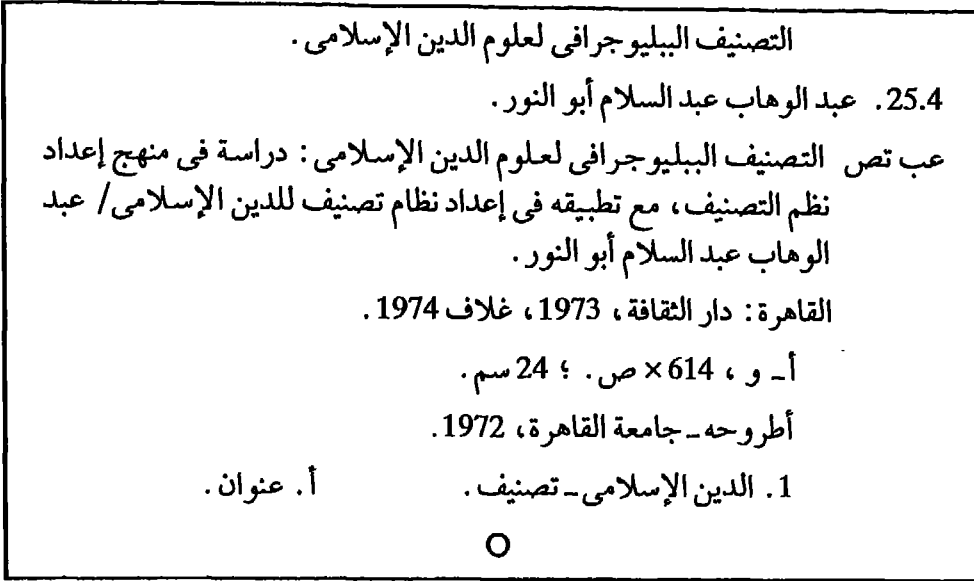 التصنيف الببليوجرافى لعلوم الدين الإسلامى .
25.4 . عبد الوهاب عبد السلام أبو النور .
عب تص التصنيف الببليوجرافى لعلوم الدين الإسلامى : دراسة فى منهج إعداد
نظم التصنيف، مع تطبيقه فى إعداد نظام تصنيف للدين الإسلامى/ عبد
الوهاب عبد السلام أبو النور .
القاهرة : دار الثقافة، 1973، غلاف 1974 .
أ ـ و ، 614 × ص . ؛ 24 سم .
أطروحه ـ جامعة القاهرة، 1972 .
1 . الدين الإسلامى ـ تصنيف . أ . عنوان .